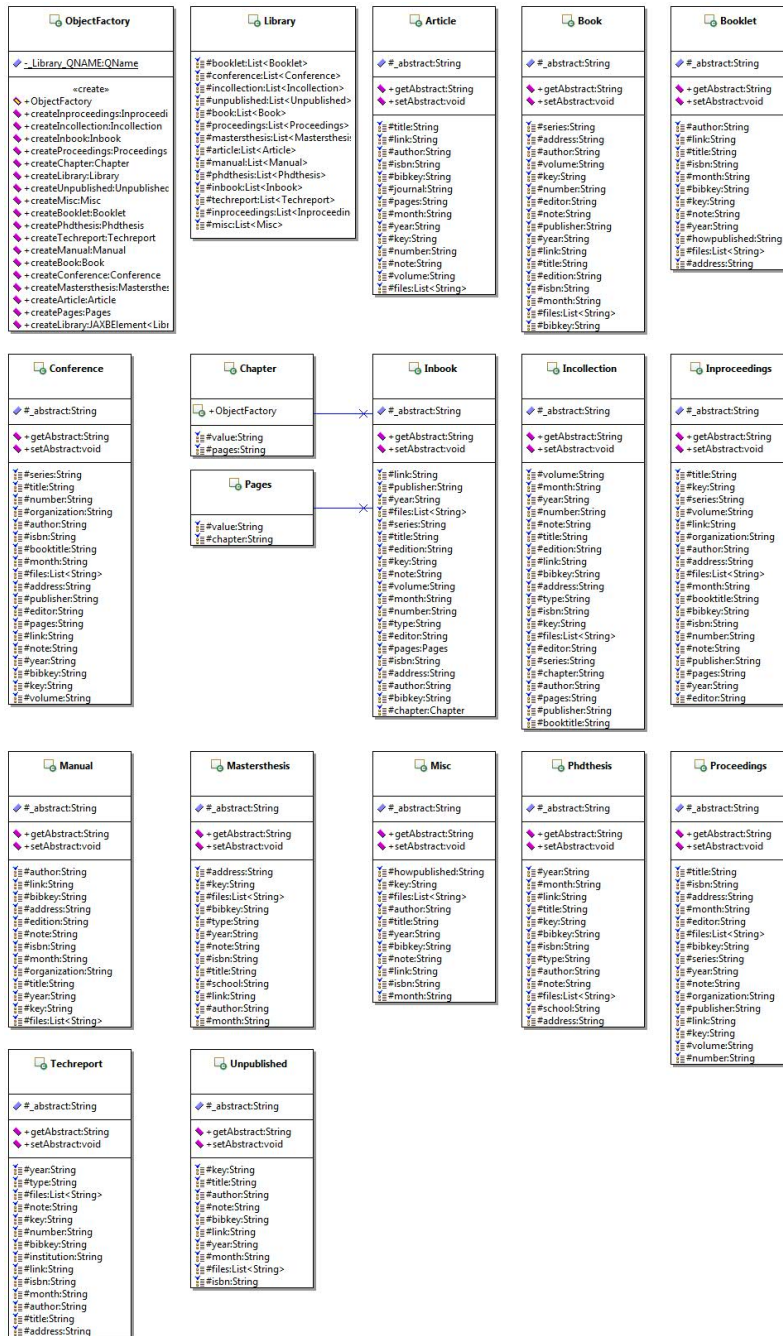 ObjectFactory
-_Library_QNAME:QName
«create»
+ObjectFactory
+createInproceedings:Inproceedi
+createIncollection:Incollection
+createInbook:Inbook
+createProceedings:Proceedings
+createChapter:Chapter
+createLibrary:Library
+createUnpublished:Unpublished
+createMisc:Misc
+createBooklet:Booklet
+createPhdthesis:Phdthesis
+createTechreport:Techreport
+createManual:Manual
+createBook:Book
+createConference:Conference
+createMastersthesis:Mastersthes
+createArticle:Article
+createPages:Pages
+createLibrary:JAXBElement<Libr
Library
#booklet:List<Booklet>
#conference:List<Conference>
#incollection:List<Incollection>
#unpublished:List<Unpublished>
#book:List<Book>
#proceedings:List<Proceedings>
#mastersthesis:List<Mastersthesis
#article:List<Article>
#manual:List<Manual>
#phdthesis:List<Phdthesis>
#inbook:List<Inbook>
#techreport:List<Techreport>
#inproceedings:List<Inproceedin
#misc:List<Misc>
Article
#_abstract:String
+getAbstract:String
+setAbstract:void
#title:String
#link:String
#author:String
#isbn:String
#bibkey:String
#journal:String
#pages:String
#month:String
#year:String
#key:String
#number:String
#note:String
#volume:String
#files:List<String>
Book
#_abstract:String
+getAbstract:String
+setAbstract:void
#series:String
#address:String
#author:String
#volume:String
#key:String
#number:String
#editor:String
#note:String
#publisher:String
#year:String
#link:String
#title:String
#edition:String
#isbn:String
#month:String
#files:List<String>
#bibkey:String
Booklet
#_abstract:String
+getAbstract:String
+setAbstract:void
#author:String
#link:String
#title:String
#isbn:String
#month:String
#bibkey:String
#key:String
#note:String
#year:String
#howpublished:String
#files:List<String>
#address:String
Conference
#_abstract:String
+getAbstract:String
+setAbstract:void
#series:String
#title:String
#number:String
#organization:String
#author:String
#isbn:String
#booktitle:String
#month:String
#files:List<String>
#address:String
#publisher:String
#editor:String
#pages:String
#link:String
#note:String
#year:String
#bibkey:String
#key:String
#volume:String
Chapter
+ObjectFactory
#value:String
#pages:String
Pages
#value:String
#chapter:String
Inbook
#_abstract:String
+getAbstract:String
+setAbstract:void
#link:String
#publisher:String
#year:String
#files:List<String>
#series:String
#title:String
#edition:String
#key:String
#note:String
#volume:String
#month:String
#number:String
#type:String
#editor:String
#pages:Pages
#isbn:String
#address:String
#author:String
#bibkey:String
#chapter:Chapter
Incollection
#_abstract:String
+getAbstract:String
+setAbstract:void
#volume:String
#month:String
#year:String
#number:String
#note:String
#title:String
#edition:String
#link:String
#bibkey:String
#address:String
#type:String
#isbn:String
#key:String
#files:List<String>
#editor:String
#series:String
#chapter:String
#author:String
#pages:String
#publisher:String
#booktitle:String
Inproceedings
#_abstract:String
+getAbstract:String
+setAbstract:void
#title:String
#key:String
#series:String
#volume:String
#link:String
#organization:String
#author:String
#address:String
#files:List<String>
#month:String
#booktitle:String
#bibkey:String
#isbn:String
#number:String
#note:String
#publisher:String
#pages:String
#year:String
#editor:String
Manual
#_abstract:String
+getAbstract:String
+setAbstract:void
#author:String
#link:String
#bibkey:String
#address:String
#edition:String
#note:String
#isbn:String
#month:String
#organization:String
#title:String
#year:String
#key:String
#files:List<String>
Mastersthesis
#_abstract:String
+getAbstract:String
+setAbstract:void
#address:String
#key:String
#files:List<String>
#bibkey:String
#type:String
#year:String
#note:String
#isbn:String
#title:String
#school:String
#link:String
#author:String
#month:String
Misc
#_abstract:String
+getAbstract:String
+setAbstract:void
#howpublished:String
#key:String
#files:List<String>
#author:String
#title:String
#year:String
#bibkey:String
#note:String
#link:String
#isbn:String
#month:String
Phdthesis
#_abstract:String
+getAbstract:String
+setAbstract:void
#year:String
#month:String
#link:String
#title:String
#key:String
#bibkey:String
#isbn:String
#type:String
#author:String
#note:String
#files:List<String>
#school:String
#address:String
Proceedings
#_abstract:String
+getAbstract:String
+setAbstract:void
#title:String
#isbn:String
#address:String
#month:String
#editor:String
#files:List<String>
#bibkey:String
#series:String
#year:String
#note:String
#organization:String
#publisher:String
#link:String
#key:String
#volume:String
#number:String
Techreport
#_abstract:String
+getAbstract:String
+setAbstract:void
#year:String
#type:String
#files:List<String>
#note:String
#key:String
#number:String
#bibkey:String
#institution:String
#link:String
#isbn:String
#month:String
#author:String
#title:String
#address:String
Unpublished
#_abstract:String
+getAbstract:String
+setAbstract:void
#key:String
#title:String
#author:String
#note:String
#bibkey:String
#link:String
#year:String
#month:String
#files:List<String>
#isbn:String